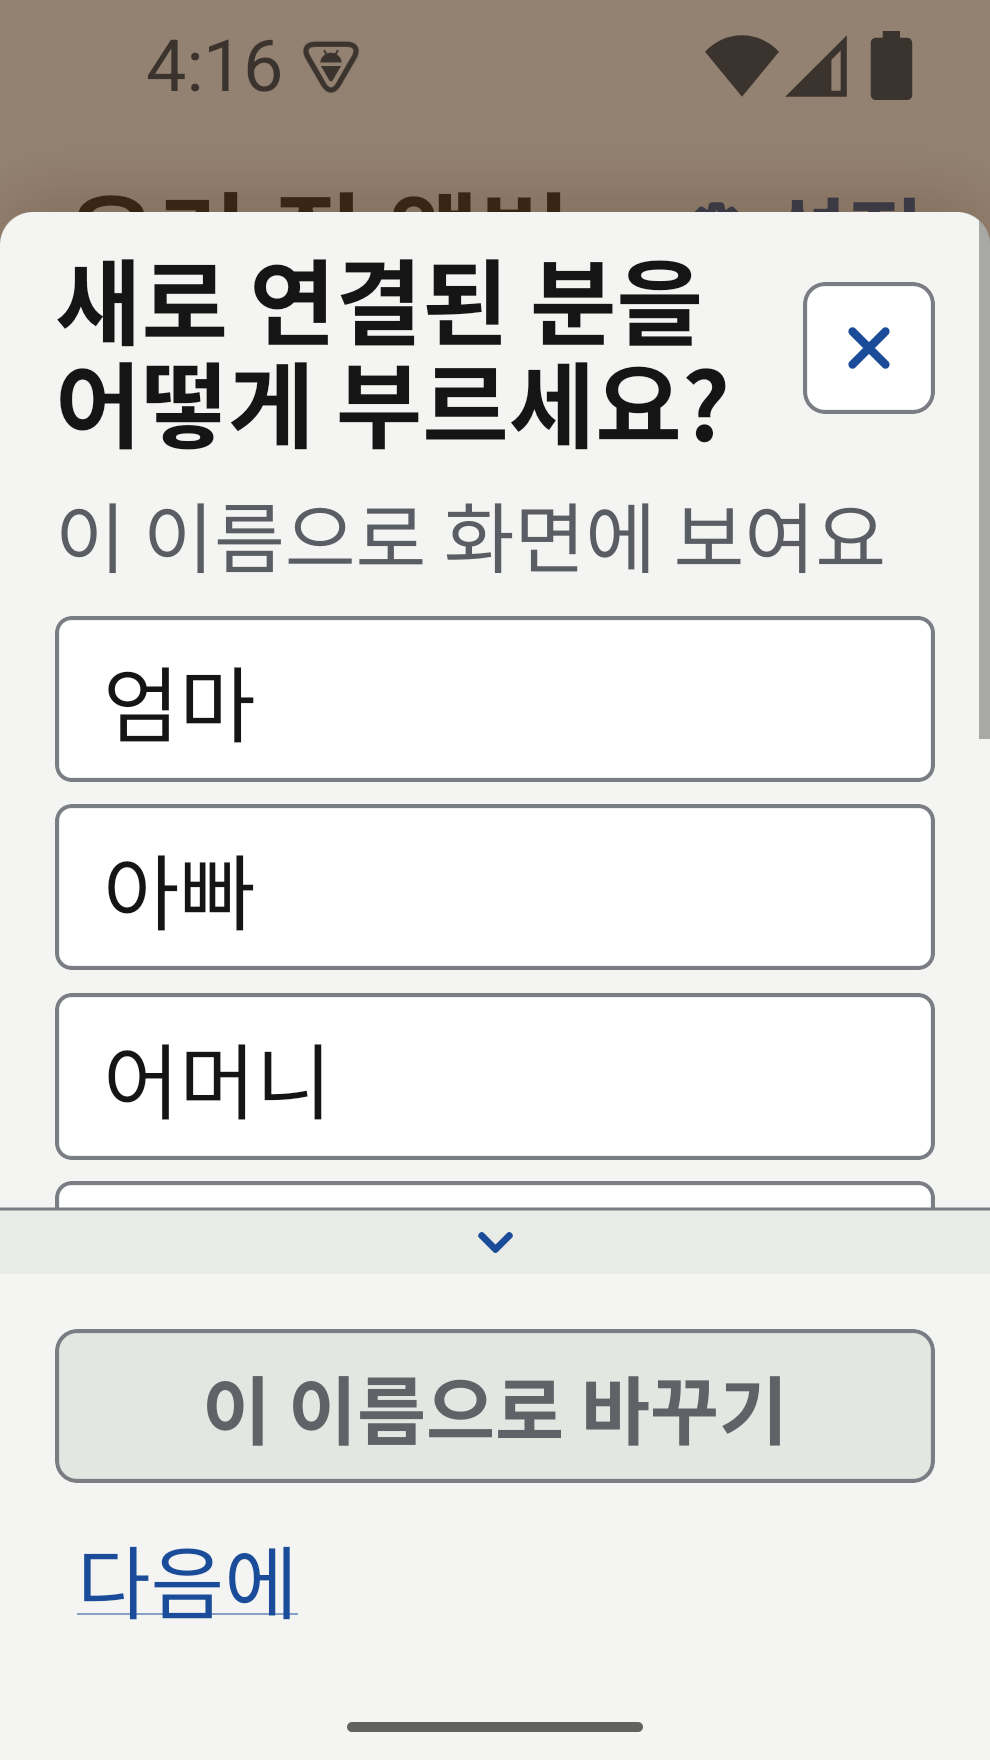 4:16
새로 연결된 분을
어떻게 부르세요?
이 이름으로 화면에 보여요
엄마
아빠
어머니
이 이름으로 바꾸기
다음에